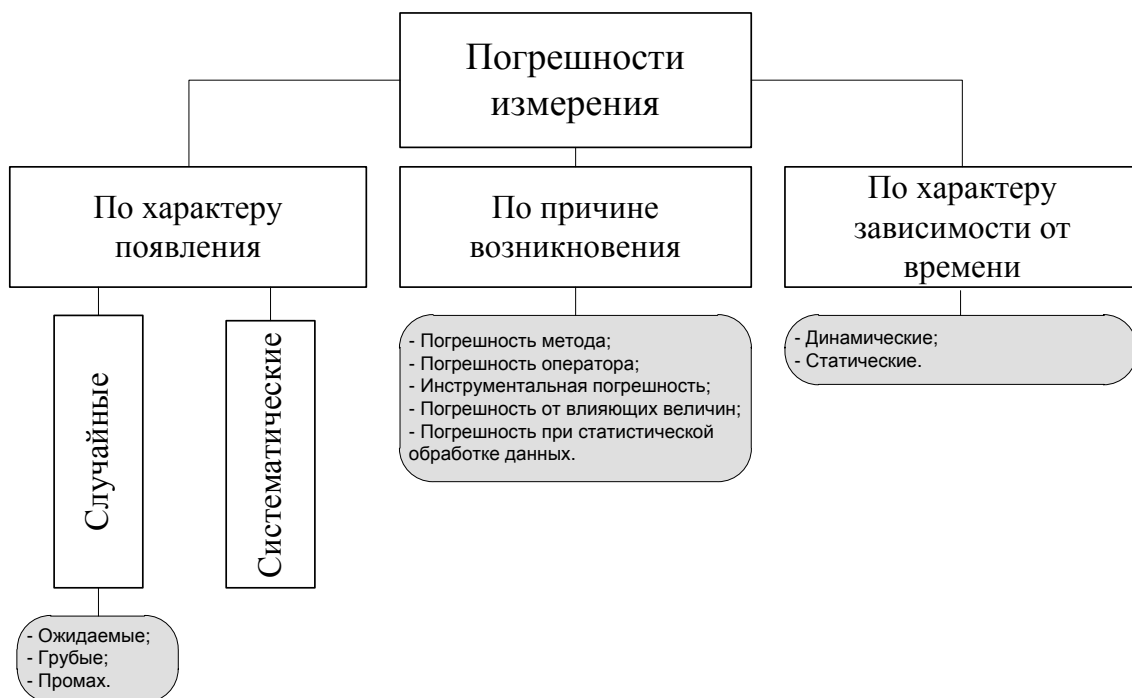 Погрешности
измерения
По характеру
появления
По причине
возникновения
По характеру
зависимости от
времени
Случайные
Систематические
- Погрешность метода;
- Погрешность оператора;
- Инструментальная погрешность;
- Погрешность от влияющих величин;
- Погрешность при статистической
обработке данных.
- Динамические;
- Статические.
- Ожидаемые;
- Грубые;
- Промах.